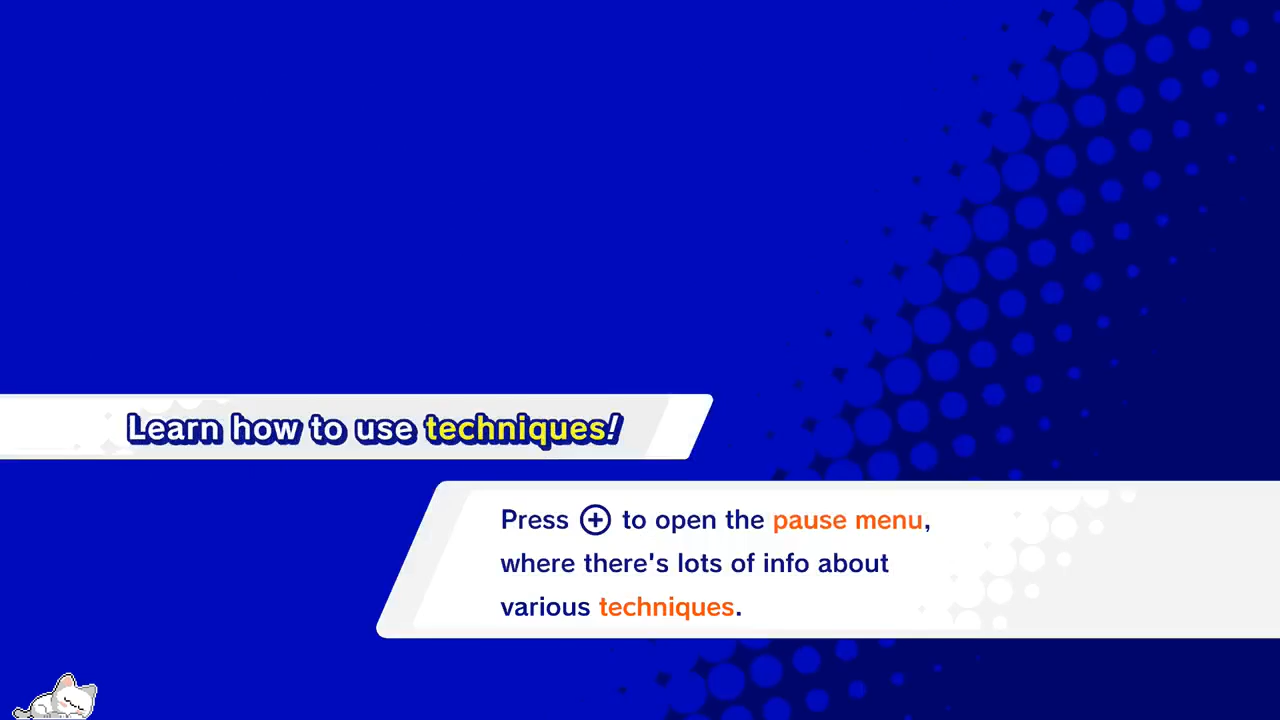 Learn how to use techniques!
Press ⊕ to open the pause menu,
where there's lots of info about
various techniques.